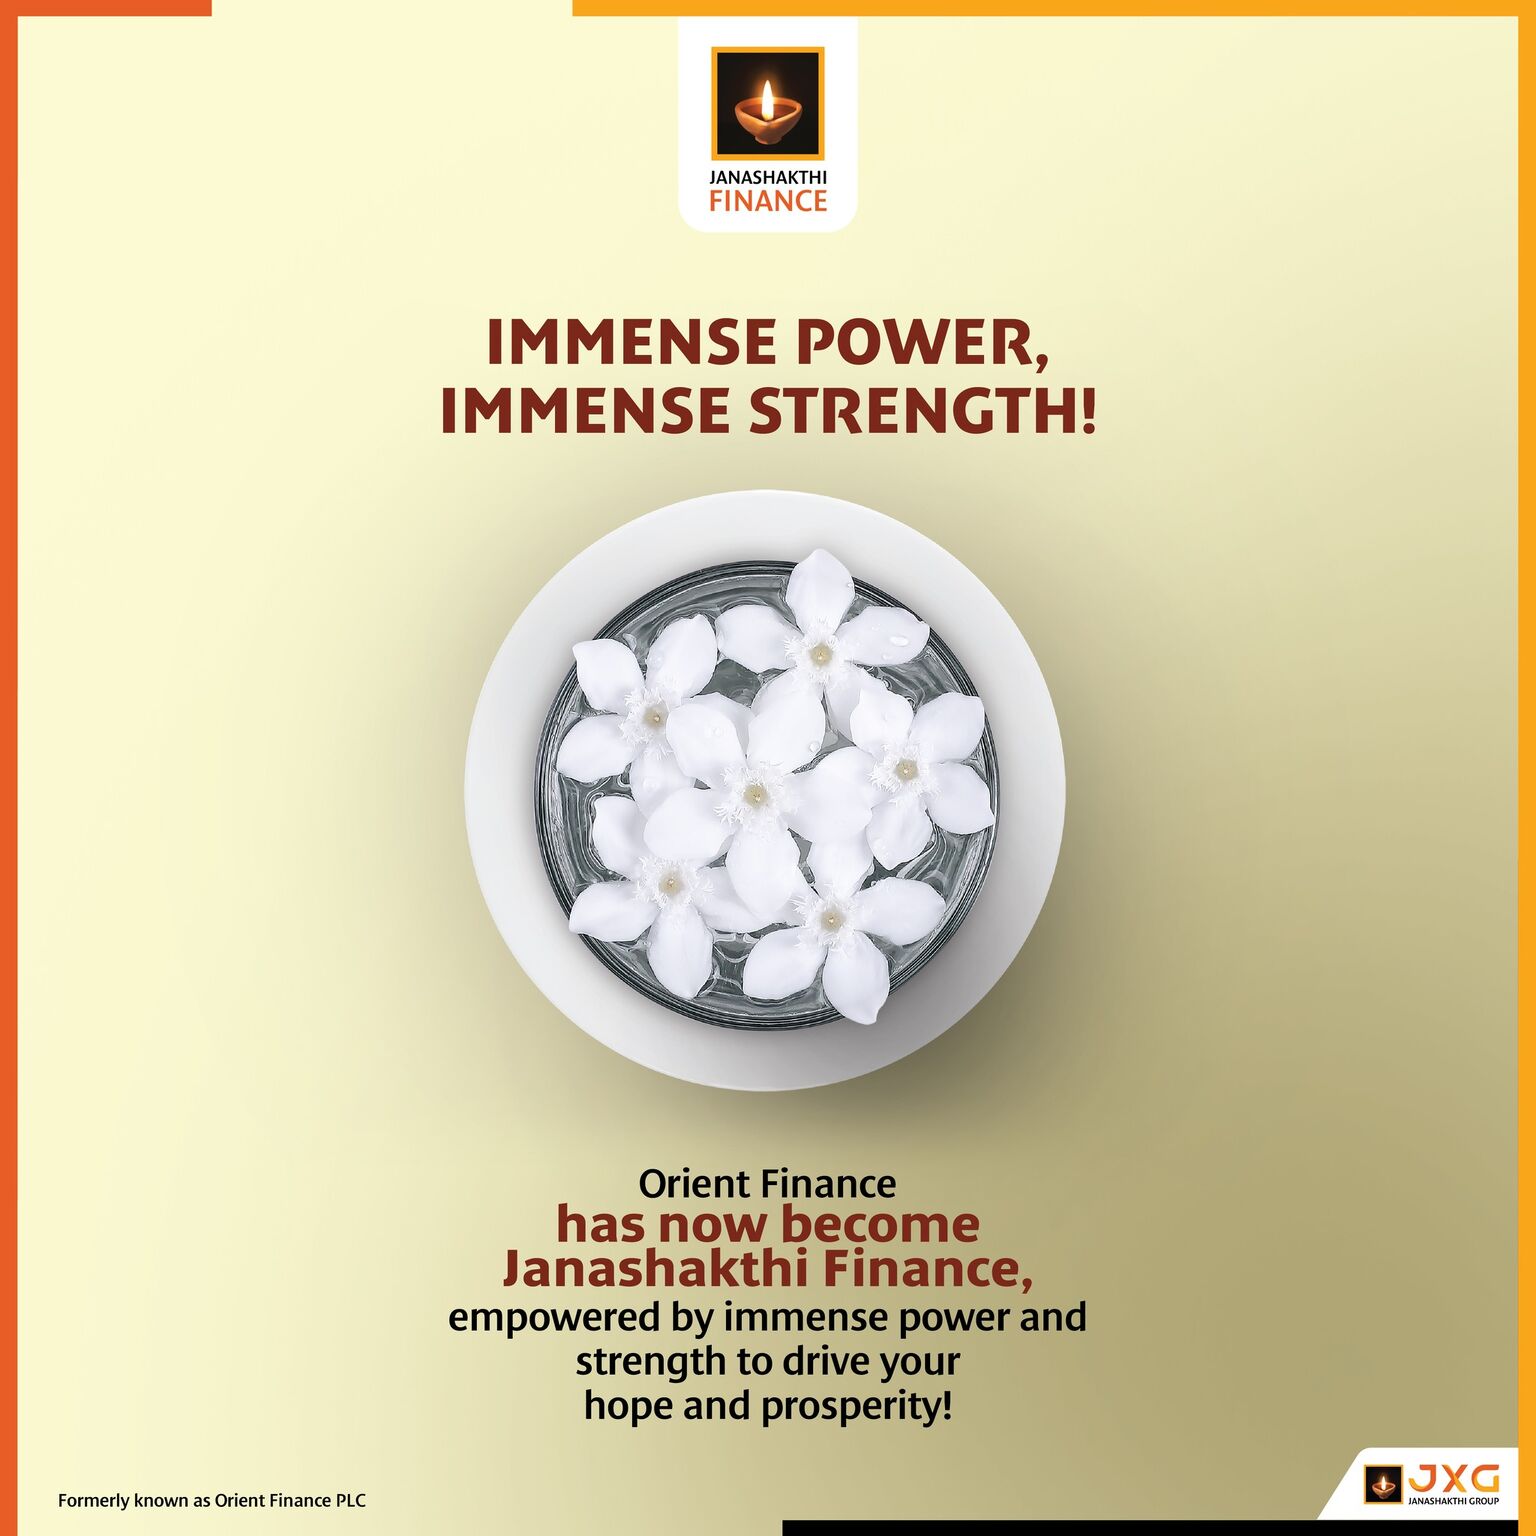 JANASHAKTHI
FINANCE
IMMENSE POWER,
IMMENSE STRENGTH!
Orient Finance
has now become
Janashakthi Finance,
empowered by immense power and
strength to drive your
hope and prosperity!
Formerly known as Orient Finance PLC
JXG
JANASHAKTHI GROUP